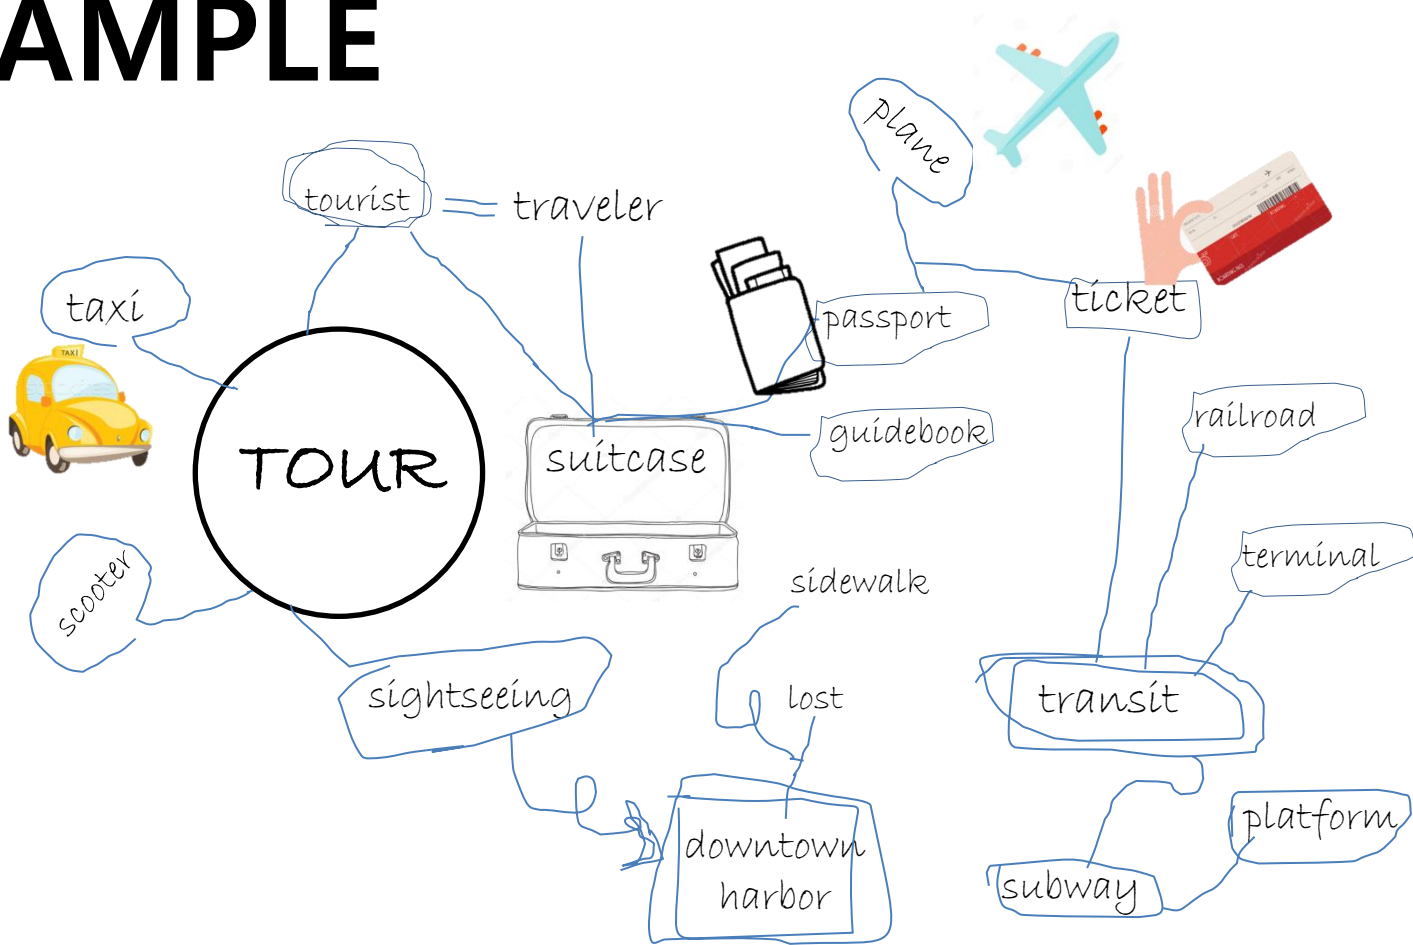 AMPLE
plane
tourist
traveler
taxi
TAXI
ticket
passport
railroad
guidebook
TOUR
suitcase
terminal
scooter
sidewalk
sightseeing
lost
transit
platform
downtown
harbor
subway